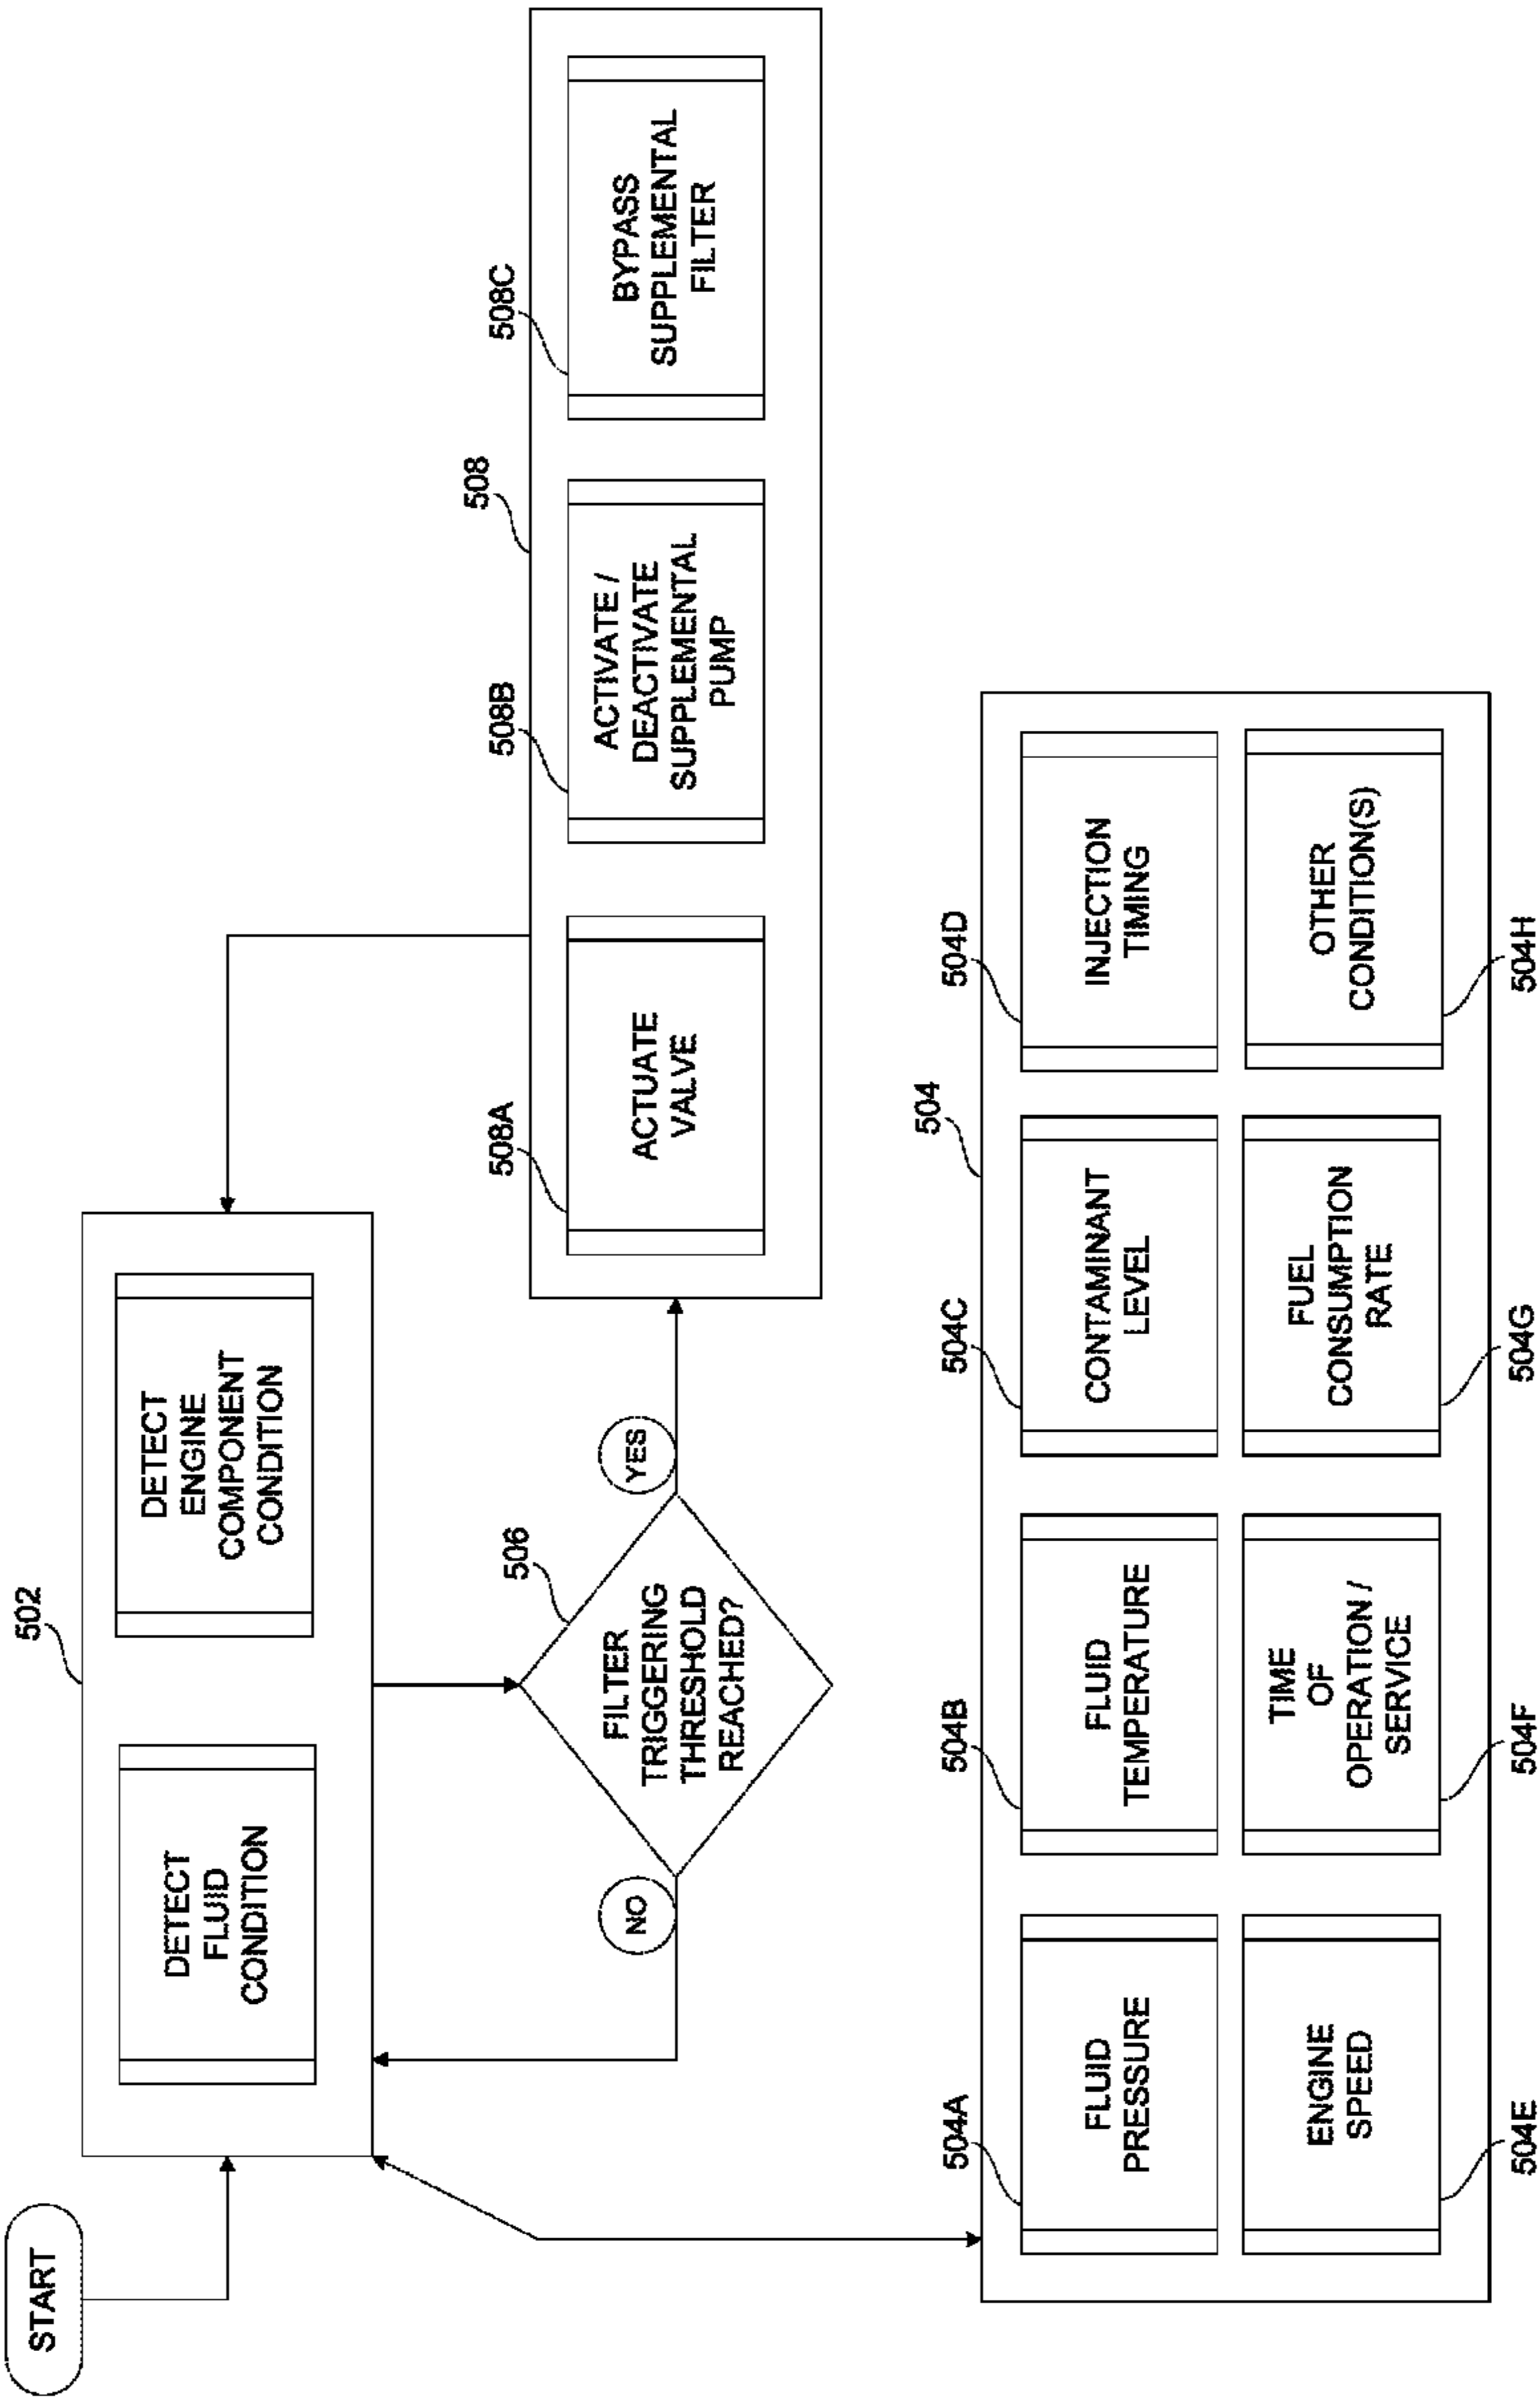 START
502
DETECT
FLUID
CONDITION
DETECT
ENGINE
COMPONENT
CONDITION
506
FILTER
TRIGGERING
THRESHOLD
REACHED?
NO
YES
508
508A
ACTUATE
VALVE
508B
ACTIVATE /
DEACTIVATE
SUPPLEMENTAL
PUMP
508C
BYPASS
SUPPLEMENTAL
FILTER
504
504A
FLUID
PRESSURE
504B
FLUID
TEMPERATURE
504C
CONTAMINANT
LEVEL
504D
INJECTION
TIMING
ENGINE
SPEED
504E
TIME
OF
OPERATION /
SERVICE
504F
FUEL
CONSUMPTION
RATE
504G
OTHER
CONDITION(S)
504H